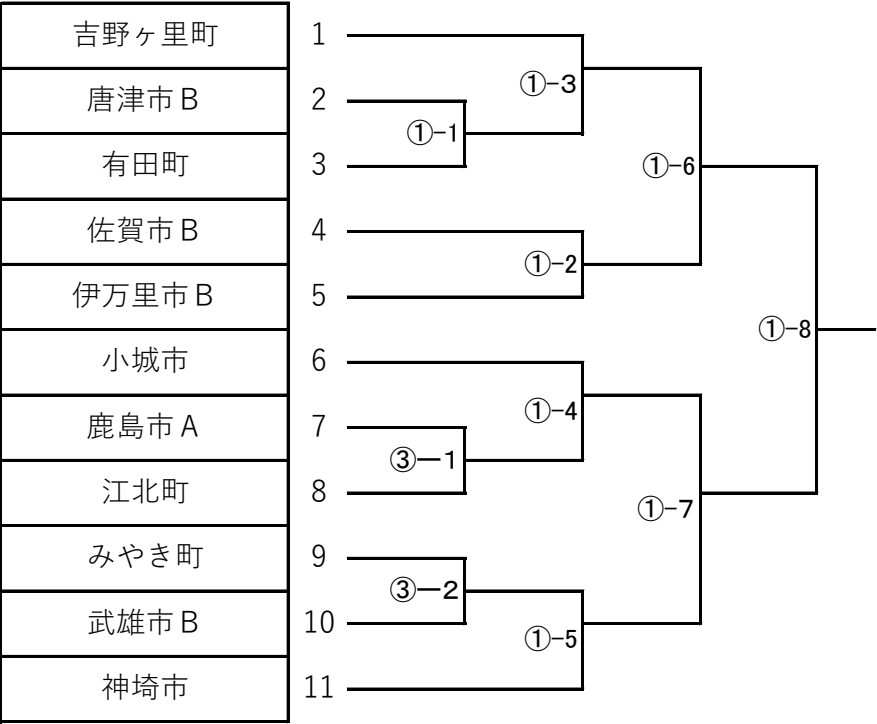 吉野ヶ里町 1
①-3
唐津市B 2
①-1
有田町 3
①-6
佐賀市B 4
①-2
伊万里市B 5
①-8
小城市 6
①-4
鹿島市A 7
③ー1
江北町 8
①-7
みやき町 9
③ー2
武雄市B 10
①-5
神埼市 11